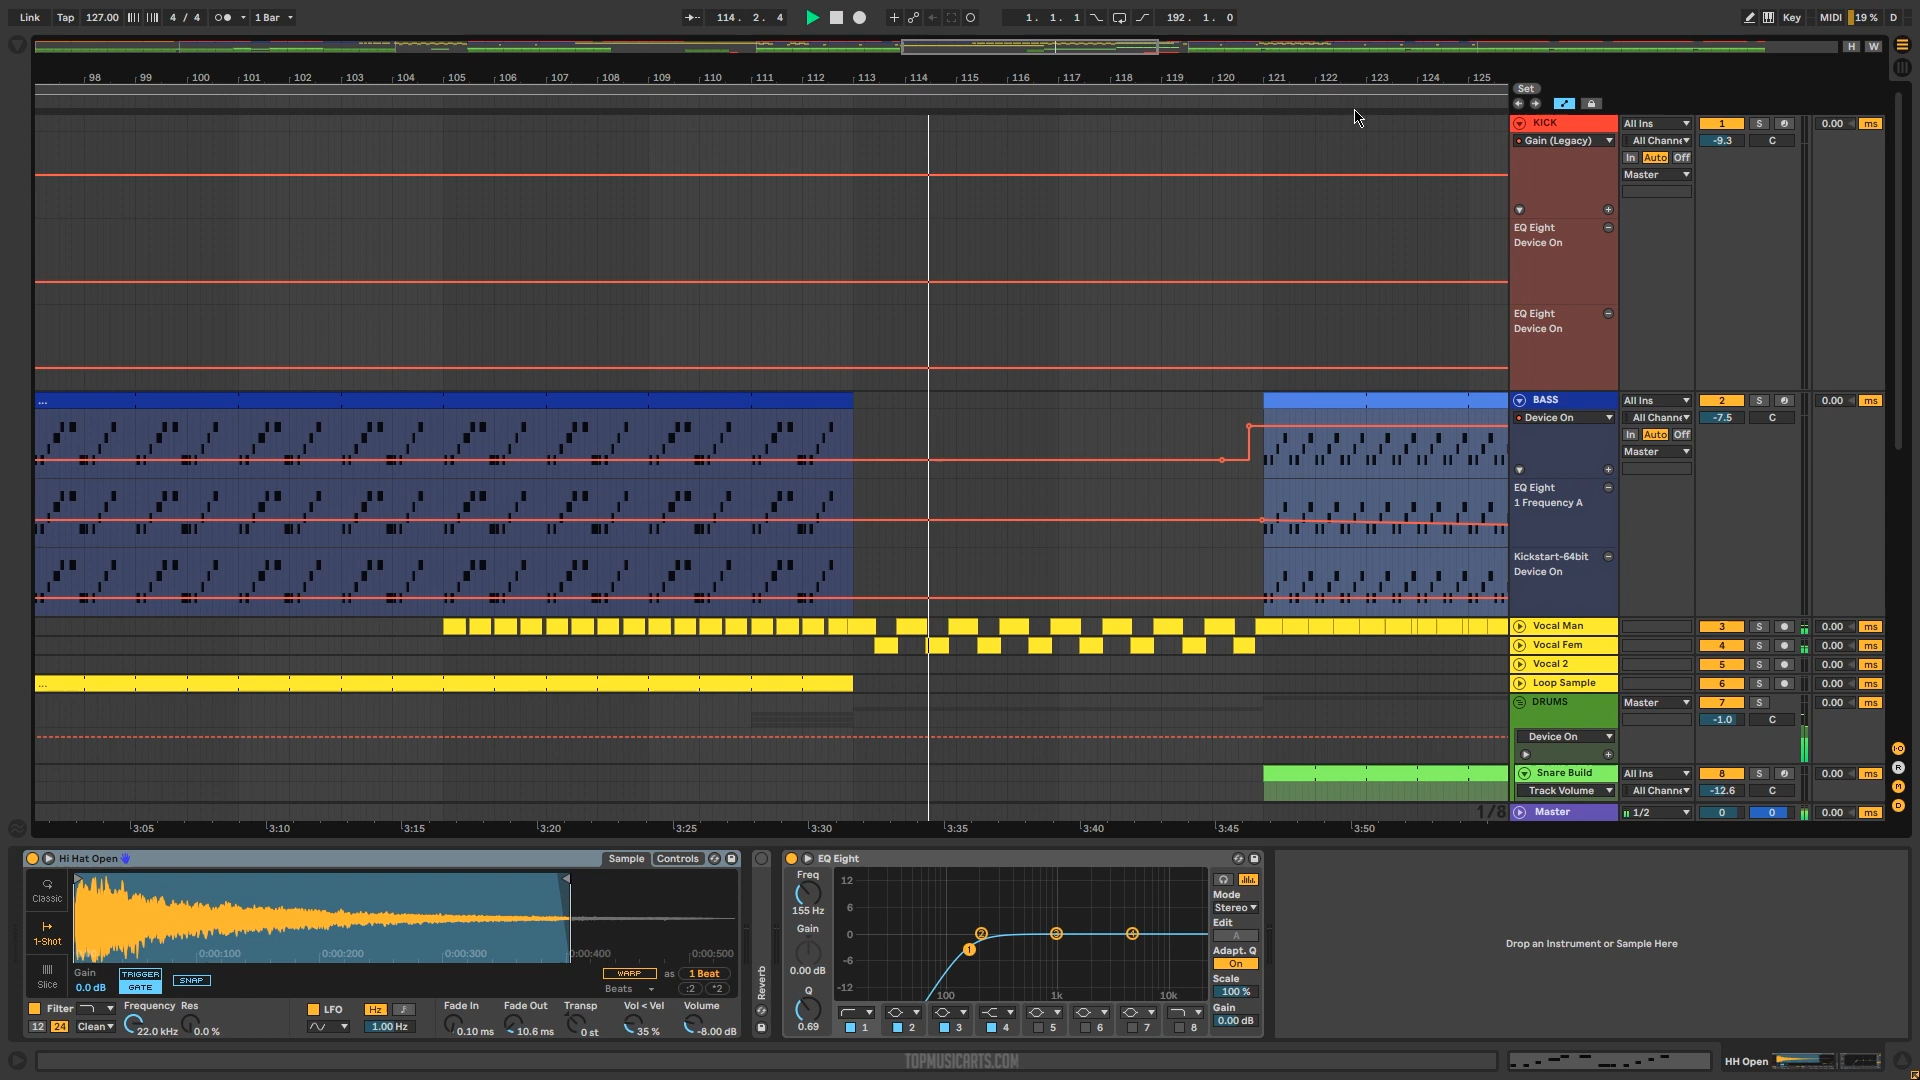 Link Tap 127.00 4 / 4 1 Bar 114. 2. 4 1. 1. 1 192. 1. 0 Key MIDI 19 % D
H W
98 99 100 101 102 103 104 105 106 107 108 109 110 111 112 113 114 115 116 117 118 119 120 121 122 123 124 125
Set
KICK All Ins 1 S 0.00 ms
Gain (Legacy) All Channe -9.3 C
In Auto Off
Master
EQ Eight
Device On
EQ Eight
Device On
... BASS All Ins 2 S 0.00 ms
Device On All Channe -7.5 C
In Auto Off
Master
EQ Eight
1 Frequency A
Kickstart-64bit
Device On
Vocal Man 3 S 0.00 ms
Vocal Fem 4 S 0.00 ms
Vocal 2 5 S 0.00 ms
... Loop Sample 6 S 0.00 ms
DRUMS Master 7 S 0.00 ms
-1.0 C
Device On
Snare Build All Ins 8 S 0.00 ms
Track Volume All Channe -12.6 C
1/8 Master 1/2 0 0 0.00 ms
3:05 3:10 3:15 3:20 3:25 3:30 3:35 3:40 3:45 3:50
R
M
D
Hi Hat Open Sample Controls
Classic
1-Shot
Slice
0:00:100 0:00:200 0:00:300 0:00:400 0:00:500
Gain
0.0 dB
TRIGGER
GATE
SNAP
WARP as 1 Beat
Beats :2 *2
Filter Frequency Res LFO Hz Fade In Fade Out Transp Vol < Vel Volume
12 24 Clean 22.0 kHz 0.0 % 1.00 Hz 0.10 ms 10.6 ms 0 st 35 % -8.00 dB
Reverb
EQ Eight
Freq
155 Hz
Gain
0.00 dB
Q
0.69
12
6
0
-6
-12
100 1k 10k
1 2 3 4
1 2 3 4 5 6 7 8
Mode
Stereo
Edit
A
Adapt. Q
On
Scale
100 %
Gain
0.00 dB
Drop an Instrument or Sample Here
TOPMUSICARTS.COM
HH Open